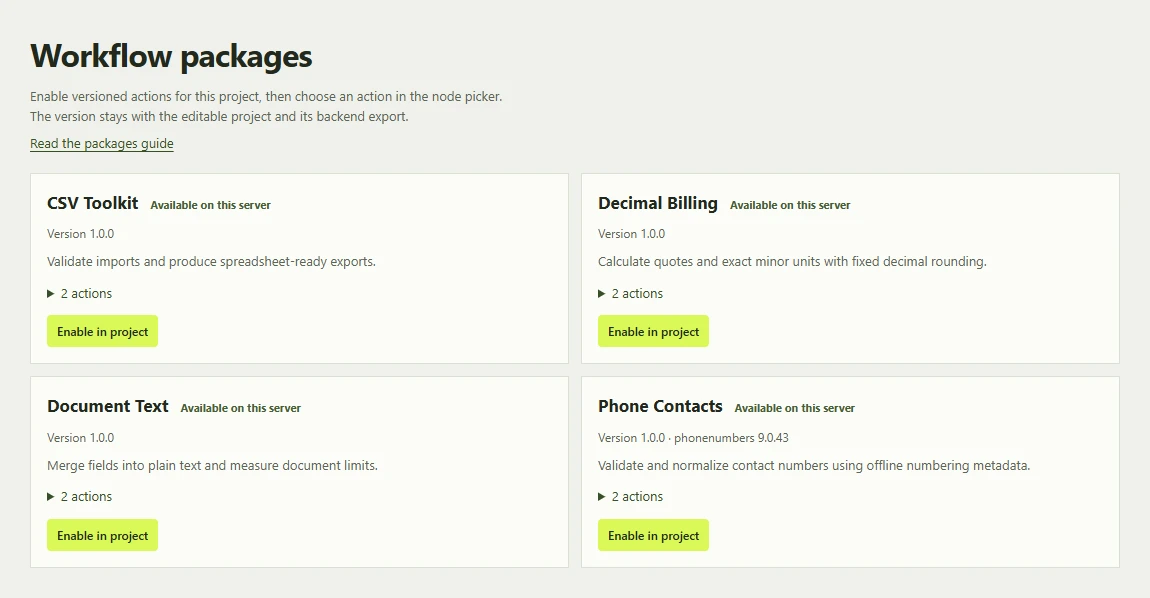 Workflow packages
Enable versioned actions for this project, then choose an action in the node picker.
The version stays with the editable project and its backend export.
Read the packages guide
CSV Toolkit Available on this server
Version 1.0.0
Validate imports and produce spreadsheet-ready exports.
2 actions
Enable in project
Decimal Billing Available on this server
Version 1.0.0
Calculate quotes and exact minor units with fixed decimal rounding.
2 actions
Enable in project
Document Text Available on this server
Version 1.0.0
Merge fields into plain text and measure document limits.
2 actions
Enable in project
Phone Contacts Available on this server
Version 1.0.0 · phonenumbers 9.0.43
Validate and normalize contact numbers using offline numbering metadata.
2 actions
Enable in project